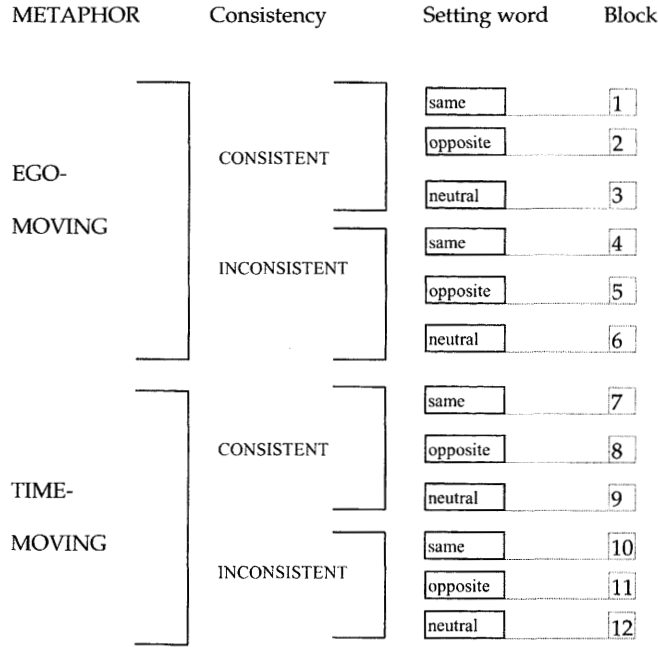 METAPHOR Consistency Setting word Block
same 1
CONSISTENT opposite 2
EGO-
neutral 3
MOVING
same 4
INCONSISTENT
opposite 5
neutral 6
same 7
CONSISTENT opposite 8
TIME-
neutral 9
MOVING same 10
INCONSISTENT opposite 11
neutral 12